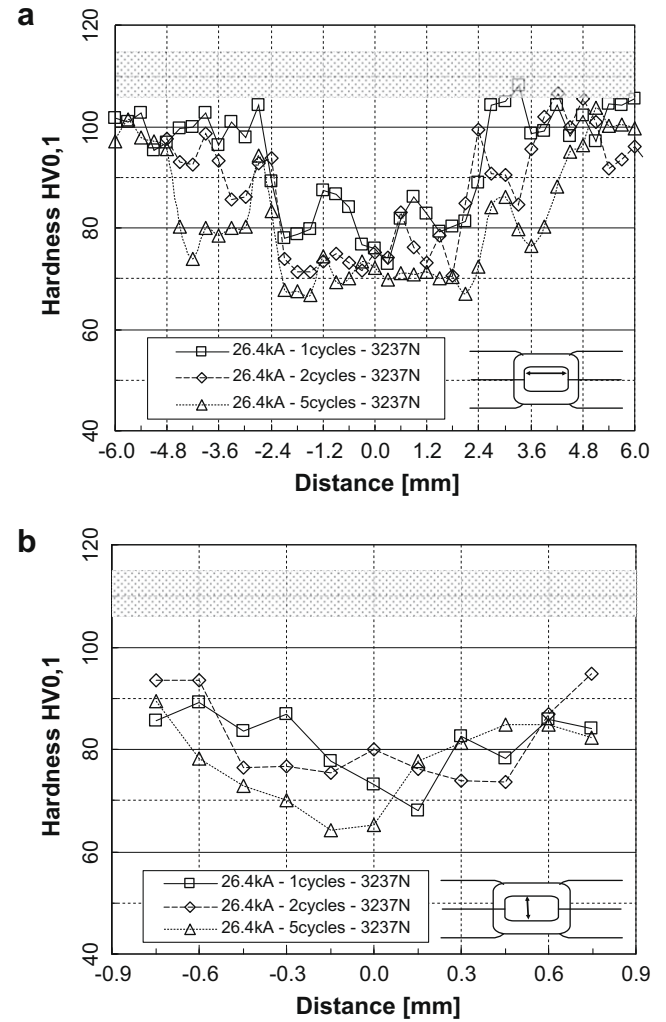 a
120
100
80
60
40
Hardness HV0,1
26.4kA - 1cycles - 3237N
26.4kA - 2cycles - 3237N
26.4kA - 5cycles - 3237N
-6.0 -4.8 -3.6 -2.4 -1.2 0.0 1.2 2.4 3.6 4.8 6.0
Distance [mm]
b
120
100
80
60
40
Hardness HV0,1
26.4kA - 1cycles - 3237N
26.4kA - 2cycles - 3237N
26.4kA - 5cycles - 3237N
-0.9 -0.6 -0.3 0.0 0.3 0.6 0.9
Distance [mm]